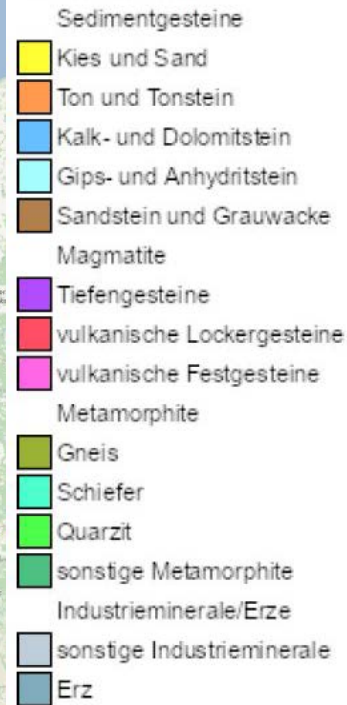 Sedimentgesteine
Kies und Sand
Ton und Tonstein
Kalk- und Dolomitstein
Gips- und Anhydritstein
Sandstein und Grauwacke
Magmatite
Tiefengesteine
vulkanische Lockergesteine
vulkanische Festgesteine
Metamorphite
Gneis
Schiefer
Quarzit
sonstige Metamorphite
Industrieminerale/Erze
sonstige Industrieminerale
Erz